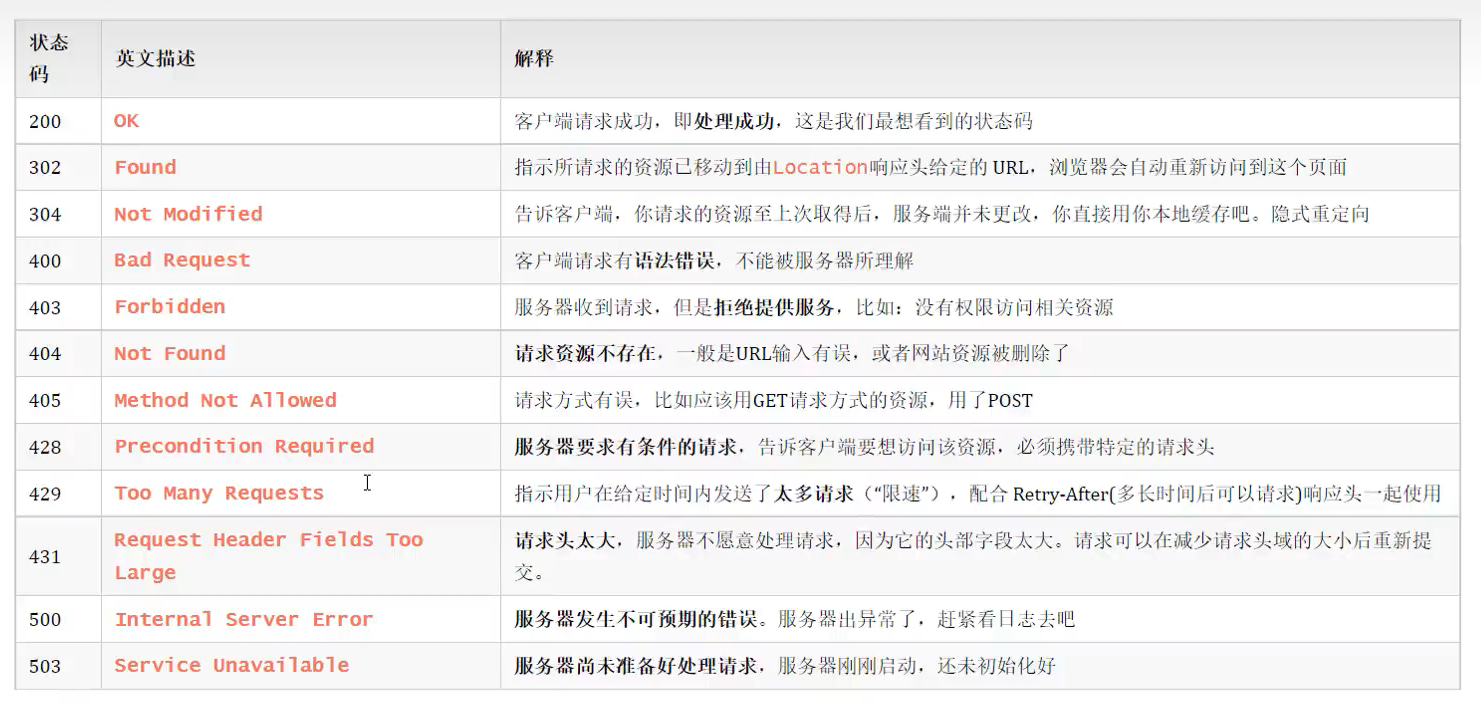 状态码 英文描述 解释
200 OK 客户端请求成功，即处理成功，这是我们最想看到的状态码
302 Found 指示所请求的资源已移动到由Location响应头给定的 URL，浏览器会自动重新访问到这个页面
304 Not Modified 告诉客户端，你请求的资源至上次取得后，服务端并未更改，你直接用你本地缓存吧。隐式重定向
400 Bad Request 客户端请求有语法错误，不能被服务器所理解
403 Forbidden 服务器收到请求，但是拒绝提供服务，比如：没有权限访问相关资源
404 Not Found 请求资源不存在，一般是URL输入有误，或者网站资源被删除了
405 Method Not Allowed 请求方式有误，比如应该用GET请求方式的资源，用了POST
428 Precondition Required 服务器要求有条件的请求，告诉客户端要想访问该资源，必须携带特定的请求头
429 Too Many Requests 指示用户在给定时间内发送了太多请求（“限速”），配合 Retry-After(多长时间后可以请求)响应头一起使用
431 Request Header Fields Too Large 请求头太大，服务器不愿意处理请求，因为它的头部字段太大。请求可以在减少请求头域的大小后重新提交。
500 Internal Server Error 服务器发生不可预期的错误。服务器出异常了，赶紧看日志去吧
503 Service Unavailable 服务器尚未准备好处理请求，服务器刚刚启动，还未初始化好